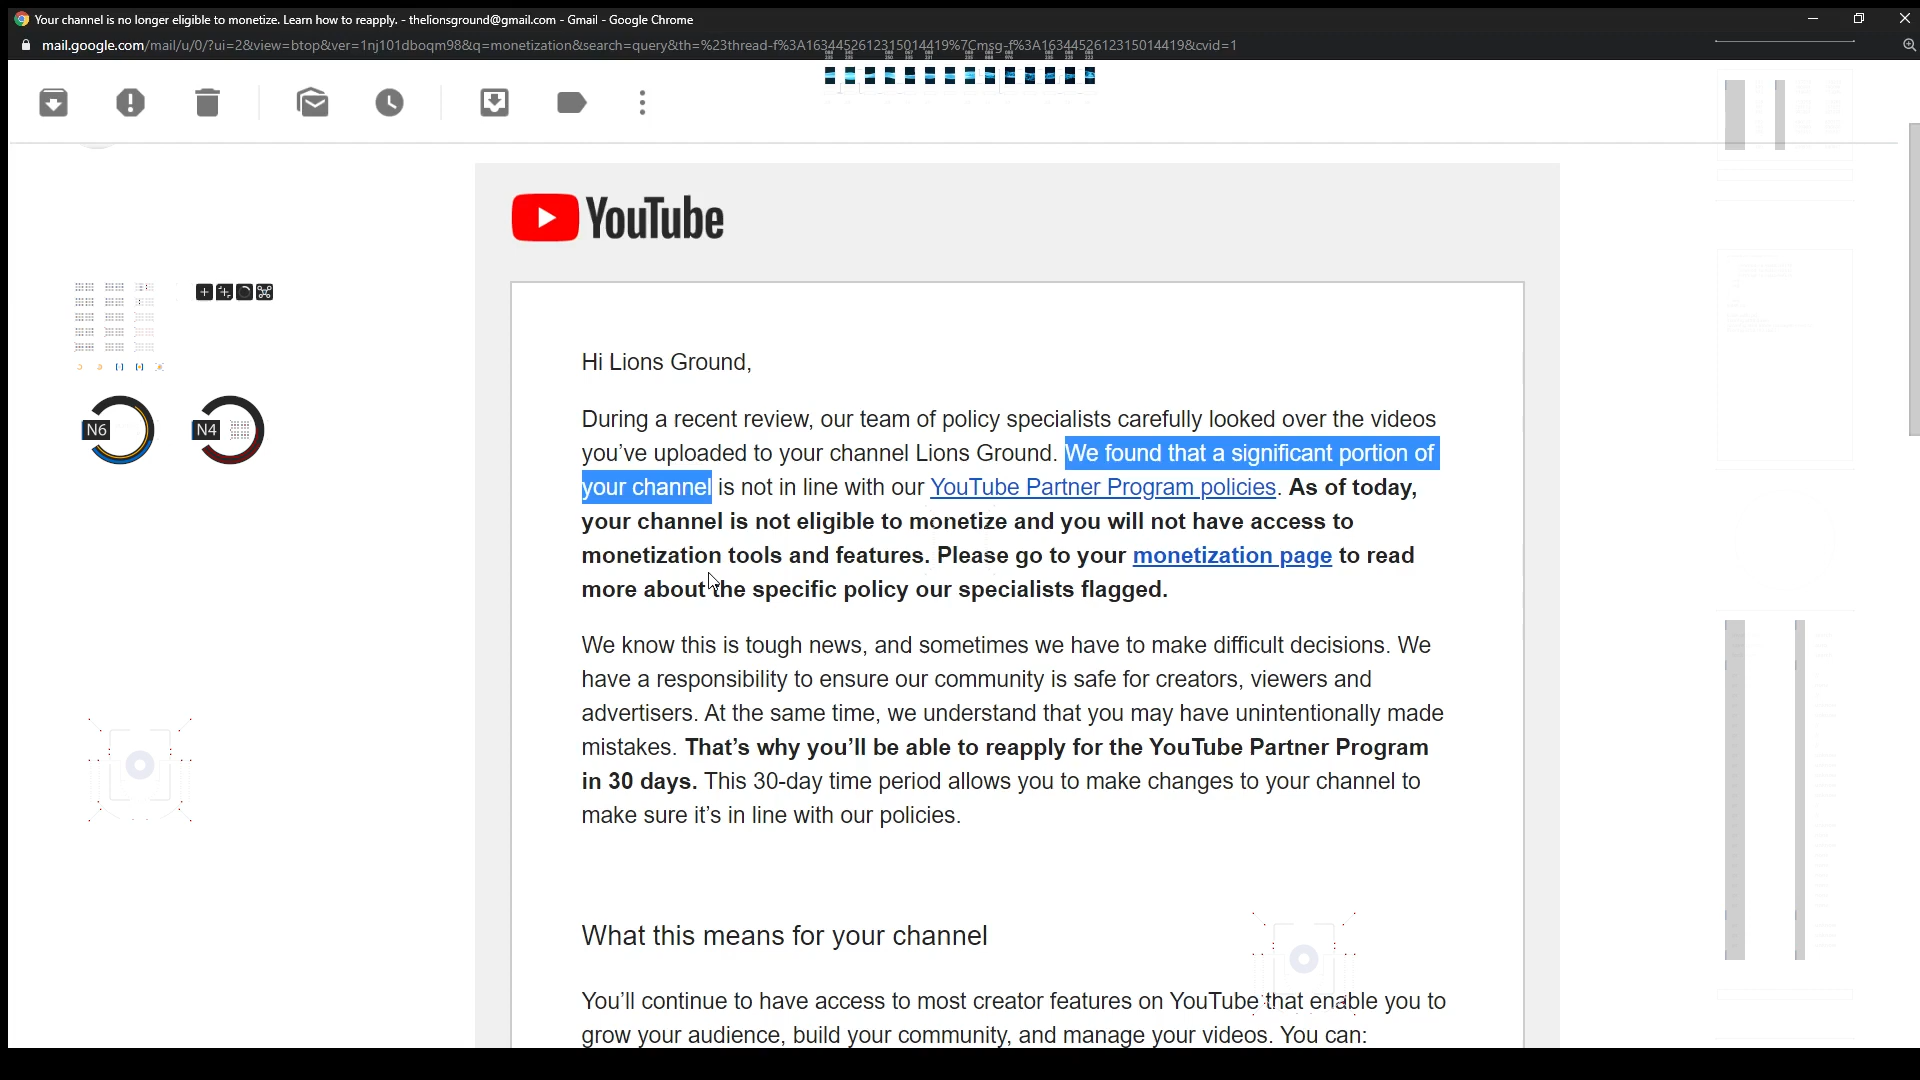 Your channel is no longer eligible to monetize. Learn how to reapply. - thelionsground@gmail.com - Gmail - Google Chrome
mail.google.com/mail/u/0/?ui=2&view=btop&ver=1nj101dboqm98&q=monetization&search=query&th=%23thread-f%3A1634452612315014419%7Cmsg-f%3A1634452612315014419&cvid=1
YouTube
Hi Lions Ground,
During a recent review, our team of policy specialists carefully looked over the videos
you’ve uploaded to your channel Lions Ground. We found that a significant portion of
your channel is not in line with our YouTube Partner Program policies. As of today,
your channel is not eligible to monetize and you will not have access to
monetization tools and features. Please go to your monetization page to read
more about the specific policy our specialists flagged.
We know this is tough news, and sometimes we have to make difficult decisions. We
have a responsibility to ensure our community is safe for creators, viewers and
advertisers. At the same time, we understand that you may have unintentionally made
mistakes. That’s why you’ll be able to reapply for the YouTube Partner Program
in 30 days. This 30-day time period allows you to make changes to your channel to
make sure it’s in line with our policies.
What this means for your channel
You’ll continue to have access to most creator features on YouTube that enable you to
grow your audience, build your community, and manage your videos. You can:
N6
N4